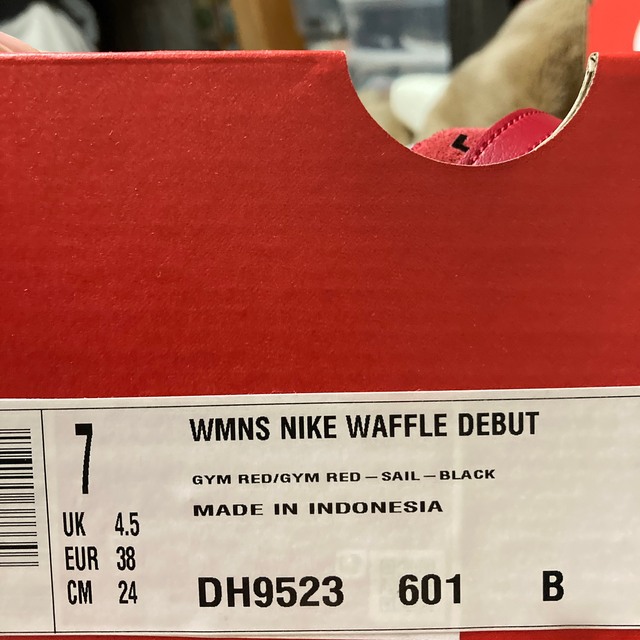 7
UK 4.5
EUR 38
CM 24
WMNS NIKE WAFFLE DEBUT
GYM RED/GYM RED–SAIL–BLACK
MADE IN INDONESIA
DH9523 601 B